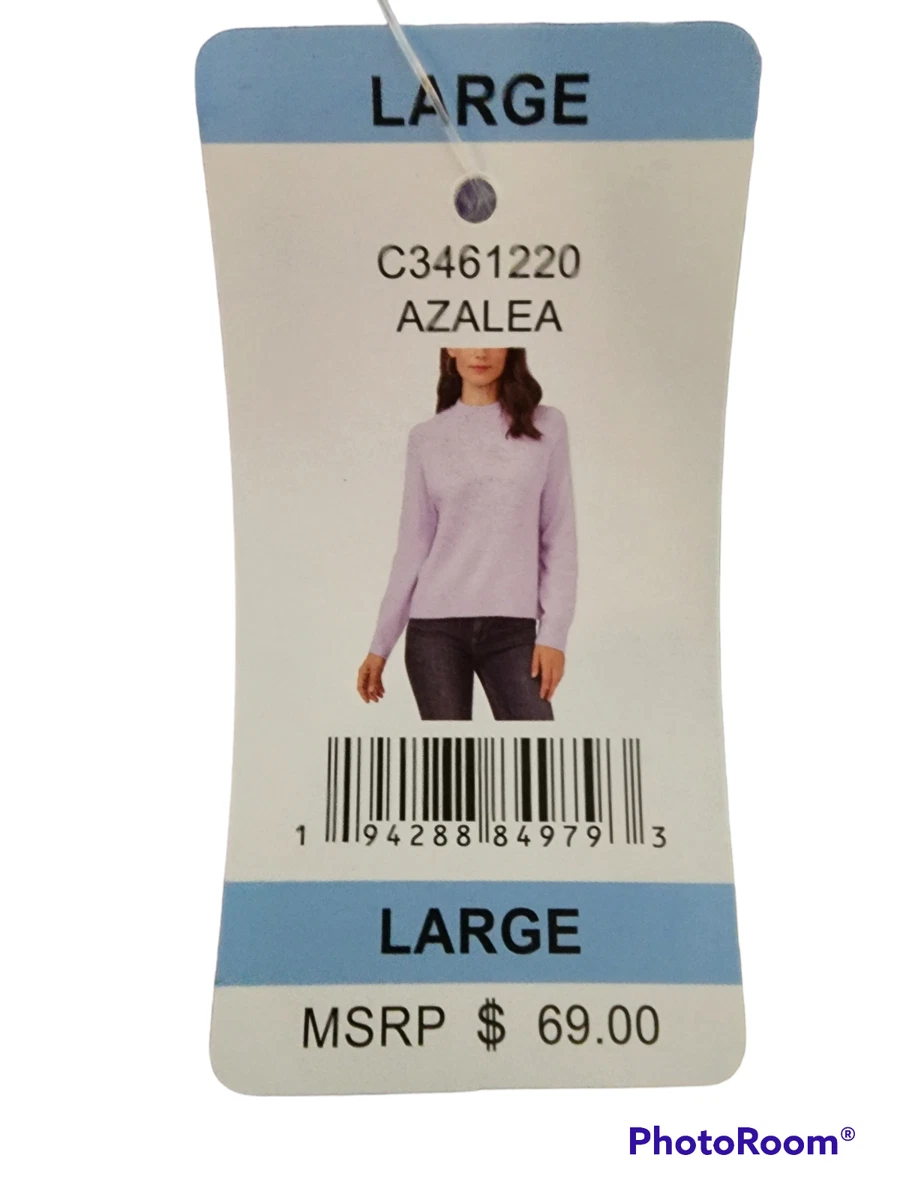 LARGE
C3461220
AZALEA
1 94288 84979 3
LARGE
MSRP $ 69.00
PhotoRoom®